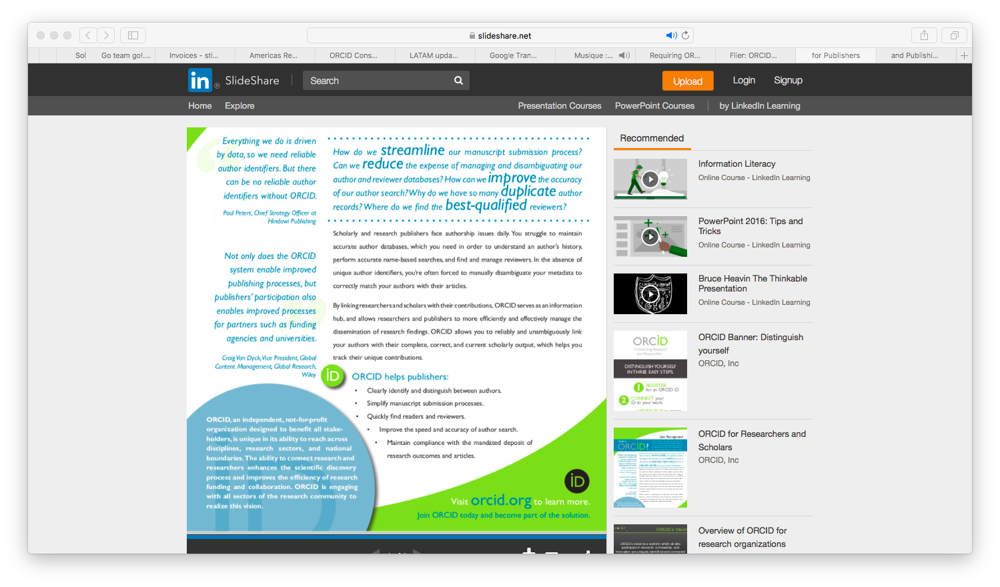 slideshare.net
Sol
Go team go!....
Invoices - sti...
Americas Re...
ORCID Cons...
LATAM upda...
Google Tran...
Musique :...
Requiring OR...
Flier: ORCID...
for Publishers
and Publishi...
in ® SlideShare
Search
Upload
Login
Signup
Home
Explore
Presentation Courses
PowerPoint Courses
by LinkedIn Learning
Everything we do is driven
by data, so we need reliable
author identifiers. But there
can be no reliable author
identifiers without ORCID.
Paul Peters, Chief Strategy Officer at
Hindawi Publishing
Not only does the ORCID
system enable improved
publishing processes, but
publishers' participation also
enables improved processes
for partners such as funding
agencies and universities.
Craig Van Dyck, Vice President, Global
Content Management, Global Research,
Wiley
How do we streamline our manuscript submission process?
Can we reduce the expense of managing and disambiguating our
author and reviewer databases? How can we improve the accuracy
of our author search? Why do we have so many duplicate author
records? Where do we find the best-qualified reviewers?
Scholarly and research publishers face authorship issues daily. You struggle to maintain
accurate author databases, which you need in order to understand an author's history,
perform accurate name-based searches, and find and manage reviewers. In the absence of
unique author identifiers, you're often forced to manually disambiguate your metadata to
correctly match your authors with their articles.
By linking researchers and scholars with their contributions, ORCID serves as an information
hub, and allows researchers and publishers to more efficiently and effectively manage the
dissemination of research findings. ORCID allows you to reliably and unambiguously link
your authors with their complete, correct, and current scholarly output, which helps you
track their unique contributions.
iD
ORCID helps publishers:
• Clearly identify and distinguish between authors.
• Simplify manuscript submission processes.
• Quickly find readers and reviewers.
• Improve the speed and accuracy of author search.
• Maintain compliance with the mandated deposit of
research outcomes and articles.
ORCID, an independent, not-for-profit
organization designed to benefit all stake-
holders, is unique in its ability to reach across
disciplines, research sectors, and national
boundaries. The ability to connect research and
researchers enhances the scientific discovery
process and improves the efficiency of research
funding and collaboration. ORCID is engaging
with all sectors of the research community to
realize this vision.
iD
iD
Visit orcid.org to learn more.
Join ORCID today and become part of the solution.
Recommended
Information Literacy
Online Course - LinkedIn Learning
PowerPoint 2016: Tips and
Tricks
Online Course - LinkedIn Learning
Bruce Heavin The Thinkable
Presentation
Online Course - LinkedIn Learning
ORCID
Connecting Research
and Researchers
DISTINGUISH YOURSELF
IN THREE EASY STEPS.
1 REGISTER
for an ORCID iD
2 CONNECT your
iD to your work
ORCID Banner: Distinguish
yourself
ORCID, Inc
Get Recognized
ORCID?
ORCID for Researchers and
Scholars
ORCID, Inc
ORCID's Vision
ORCID's vision is a world in which all who
participate in research, scholarship, and
innovation are uniquely identified and connected
Overview of ORCID for
research organizations